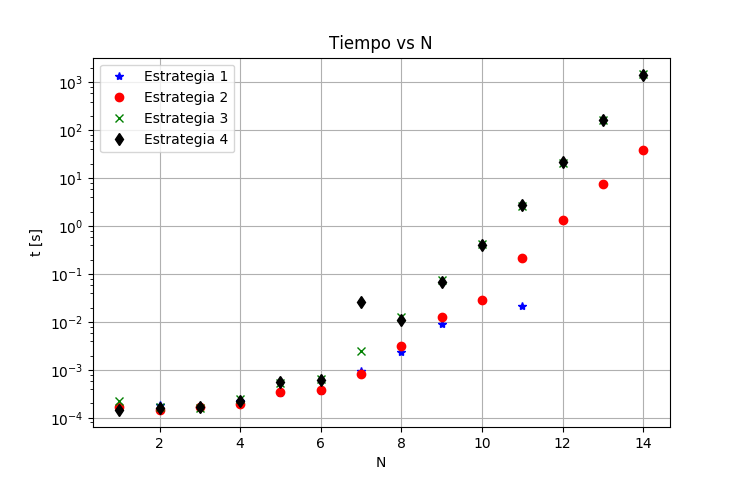 Tiempo vs N
Estrategia 1
Estrategia 2
Estrategia 3
Estrategia 4
t [s]
10³
10²
10¹
10⁰
10⁻¹
10⁻²
10⁻³
10⁻⁴
2 4 6 8 10 12 14
N